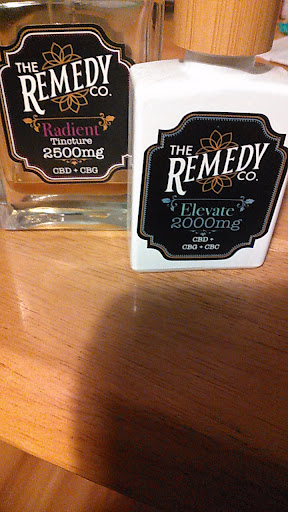 THE
REMEDY
CO.
Radient
Tincture
2500mg
CBD + CBG
THE
REMEDY
CO.
Elevate
2000mg
CBD +
CBG + CBC